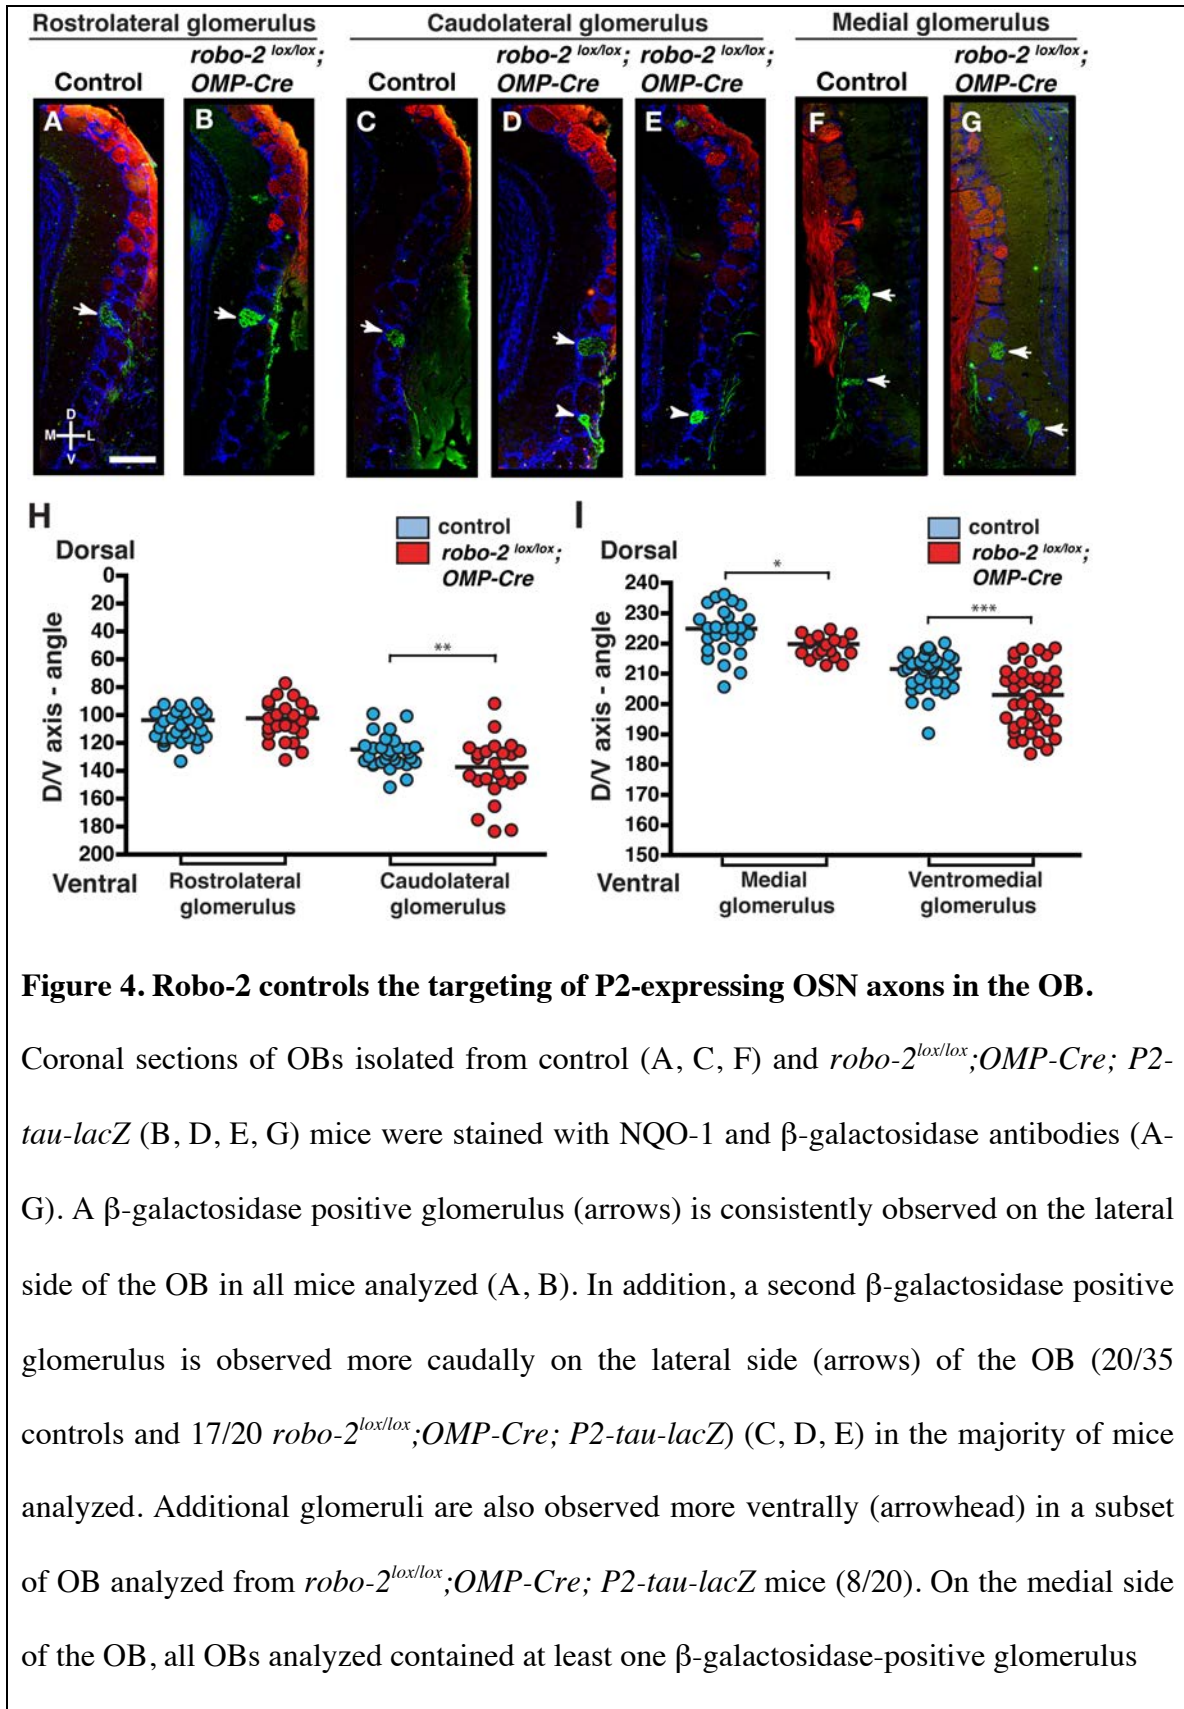 Rostrolateral glomerulus Caudolateral glomerulus Medial glomerulus
robo-2 lox/lox; robo-2 lox/lox; robo-2 lox/lox; robo-2 lox/lox;
Control OMP-Cre Control OMP-Cre OMP-Cre Control OMP-Cre
A B C D E F G
D
M L
V
H
control
robo-2 lox/lox;
OMP-Cre
Dorsal
0
20
40
60
80
100
120
140
160
180
200
D/V axis - angle
**
Ventral
Rostrolateral
glomerulus
Caudolateral
glomerulus
I
control
robo-2 lox/lox;
OMP-Cre
Dorsal
240
230
220
210
200
190
180
170
160
150
D/V axis - angle
*
***
Ventral
Medial
glomerulus
Ventromedial
glomerulus
Figure 4. Robo-2 controls the targeting of P2-expressing OSN axons in the OB.
Coronal sections of OBs isolated from control (A, C, F) and robo-2lox/lox;OMP-Cre; P2-
tau-lacZ (B, D, E, G) mice were stained with NQO-1 and β-galactosidase antibodies (A-
G). A β-galactosidase positive glomerulus (arrows) is consistently observed on the lateral
side of the OB in all mice analyzed (A, B). In addition, a second β-galactosidase positive
glomerulus is observed more caudally on the lateral side (arrows) of the OB (20/35
controls and 17/20 robo-2lox/lox;OMP-Cre; P2-tau-lacZ) (C, D, E) in the majority of mice
analyzed. Additional glomeruli are also observed more ventrally (arrowhead) in a subset
of OB analyzed from robo-2lox/lox;OMP-Cre; P2-tau-lacZ mice (8/20). On the medial side
of the OB, all OBs analyzed contained at least one β-galactosidase-positive glomerulus